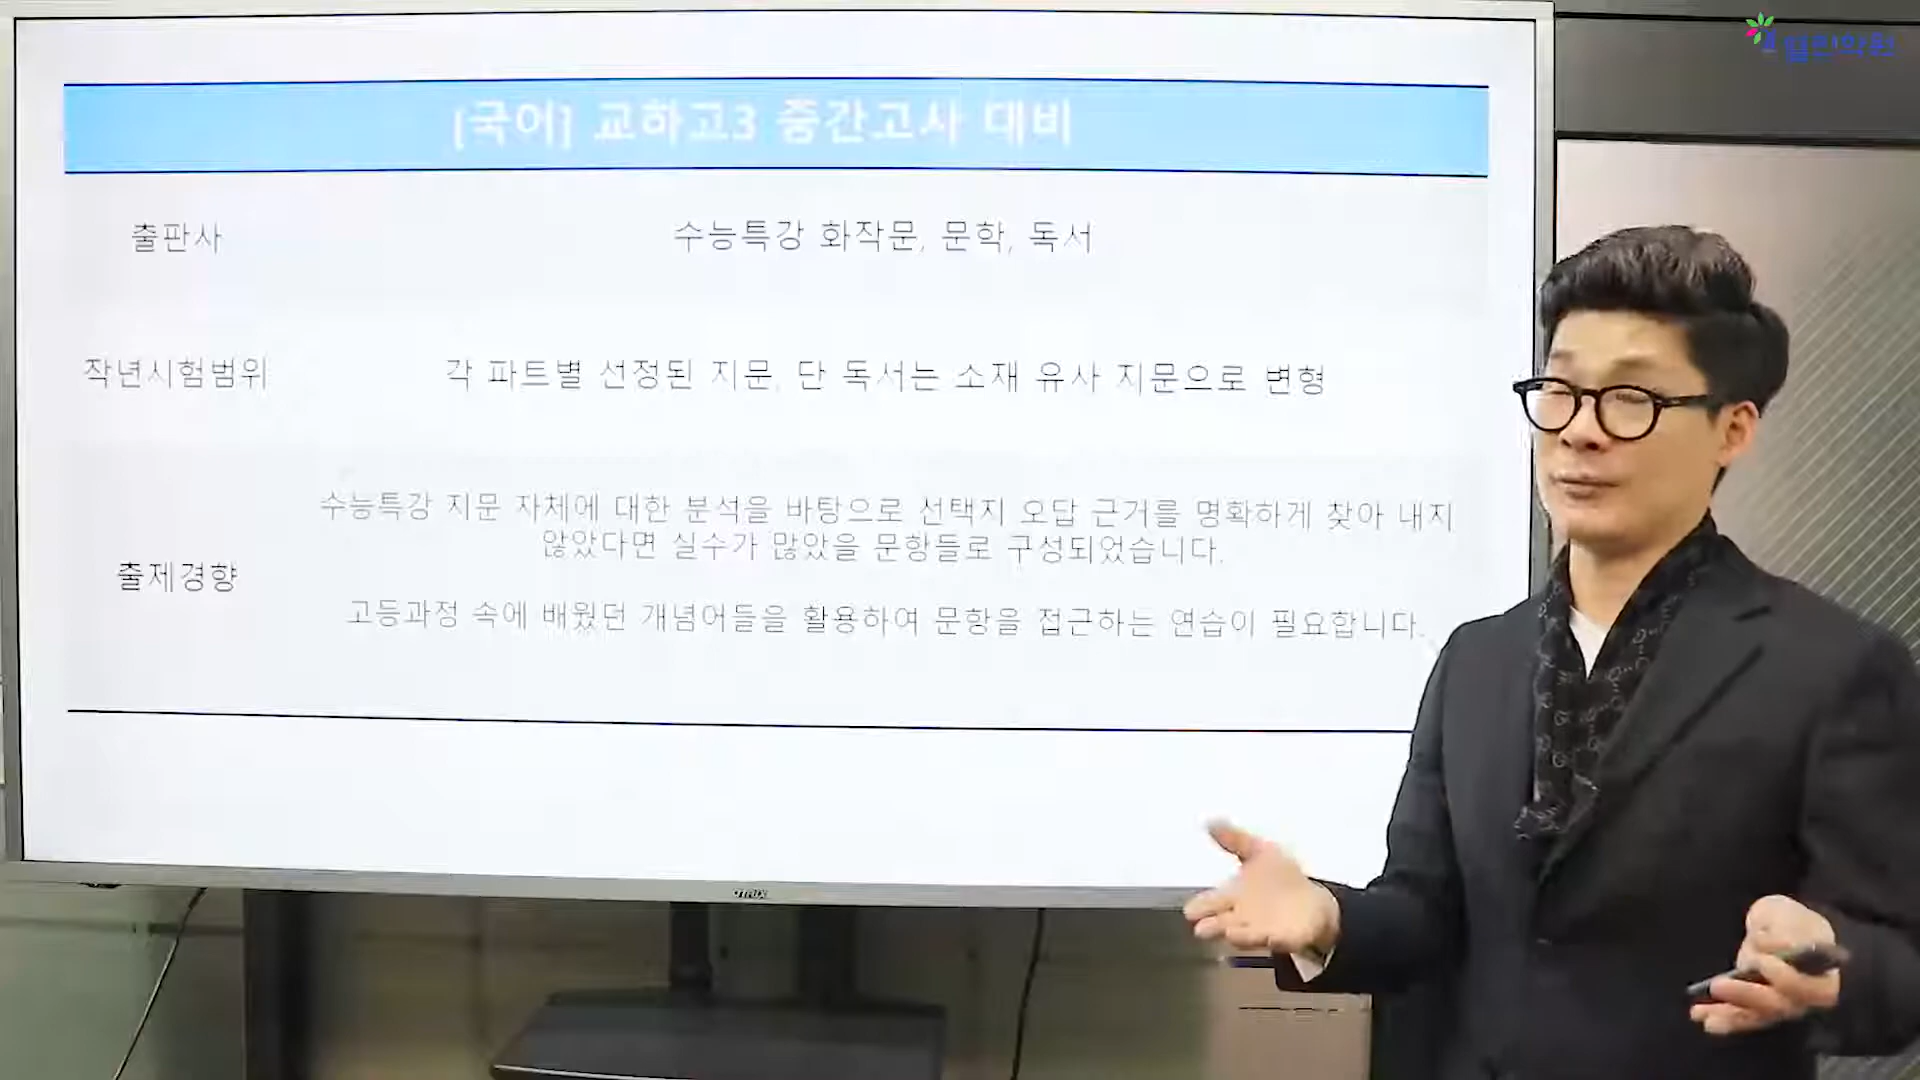 [국어] 교하고3 중간고사 대비
출판사
수능특강 화작문, 문학, 독서
작년시험범위
각 파트별 선정된 지문, 단 독서는 소재 유사 지문으로 변형
출제경향
수능특강 지문 자체에 대한 분석을 바탕으로 선택지 오답 근거를 명확하게 찾아 내지
않았다면 실수가 많았을 문항들로 구성되었습니다.
고등과정 속에 배웠던 개념어들을 활용하여 문항을 접근하는 연습이 필요합니다.